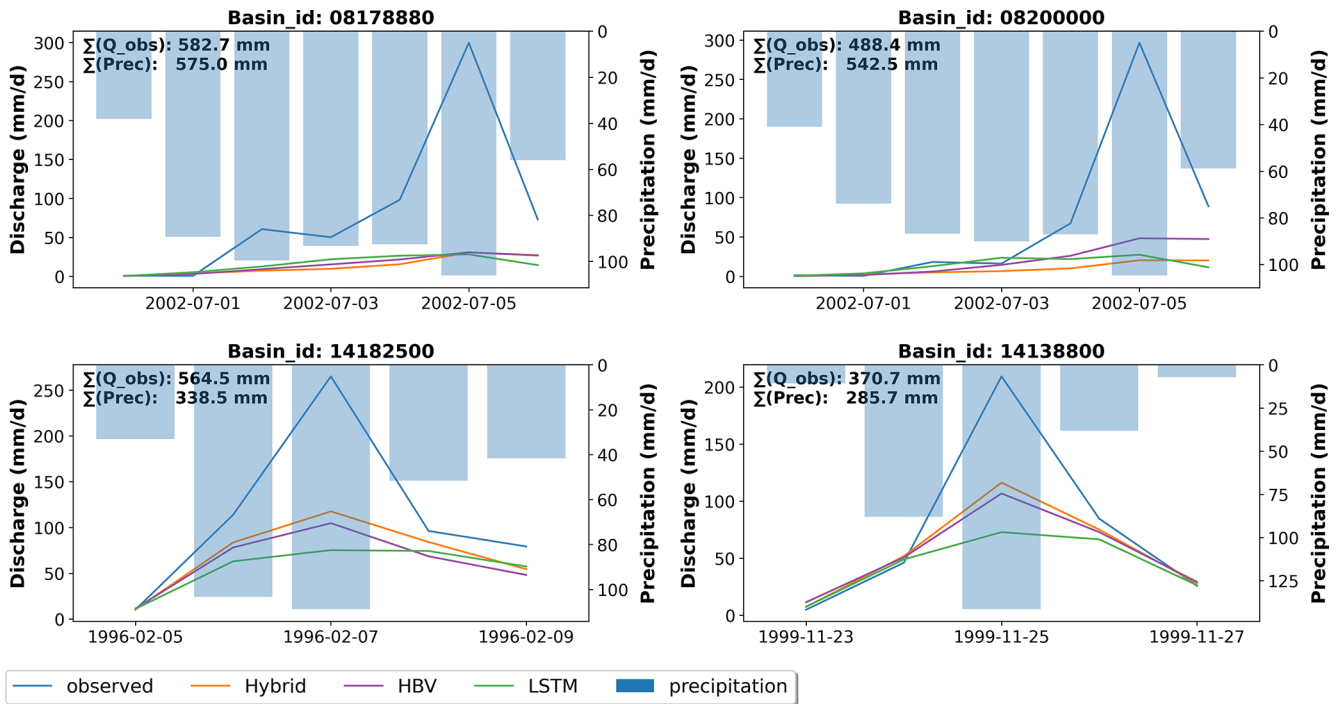 Basin_id: 08178880
∑(Q_obs): 582.7 mm
∑(Prec): 575.0 mm
Discharge (mm/d)
300
250
200
150
100
50
0
2002-07-01 2002-07-03 2002-07-05
0
20
40
60
80
100
Precipitation (mm/d)
Basin_id: 08200000
∑(Q_obs): 488.4 mm
∑(Prec): 542.5 mm
Discharge (mm/d)
300
250
200
150
100
50
0
2002-07-01 2002-07-03 2002-07-05
0
20
40
60
80
100
Precipitation (mm/d)
Basin_id: 14182500
∑(Q_obs): 564.5 mm
∑(Prec): 338.5 mm
Discharge (mm/d)
250
200
150
100
50
0
1996-02-05 1996-02-07 1996-02-09
0
20
40
60
80
100
Precipitation (mm/d)
Basin_id: 14138800
∑(Q_obs): 370.7 mm
∑(Prec): 285.7 mm
Discharge (mm/d)
200
150
100
50
0
1999-11-23 1999-11-25 1999-11-27
0
25
50
75
100
125
Precipitation (mm/d)
observed Hybrid HBV LSTM precipitation